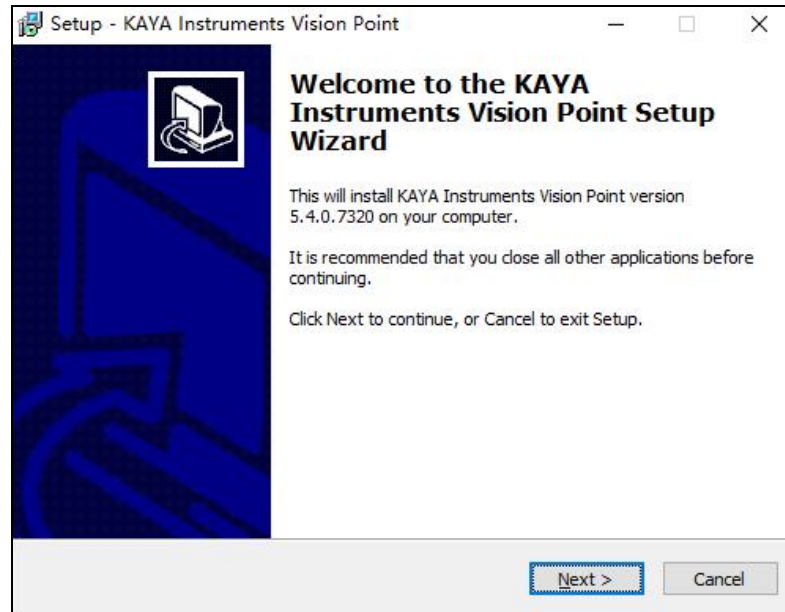 Setup - KAYA Instruments Vision Point
Welcome to the KAYA
Instruments Vision Point Setup
Wizard
This will install KAYA Instruments Vision Point version
5.4.0.7320 on your computer.
It is recommended that you close all other applications before
continuing.
Click Next to continue, or Cancel to exit Setup.
Next >
Cancel